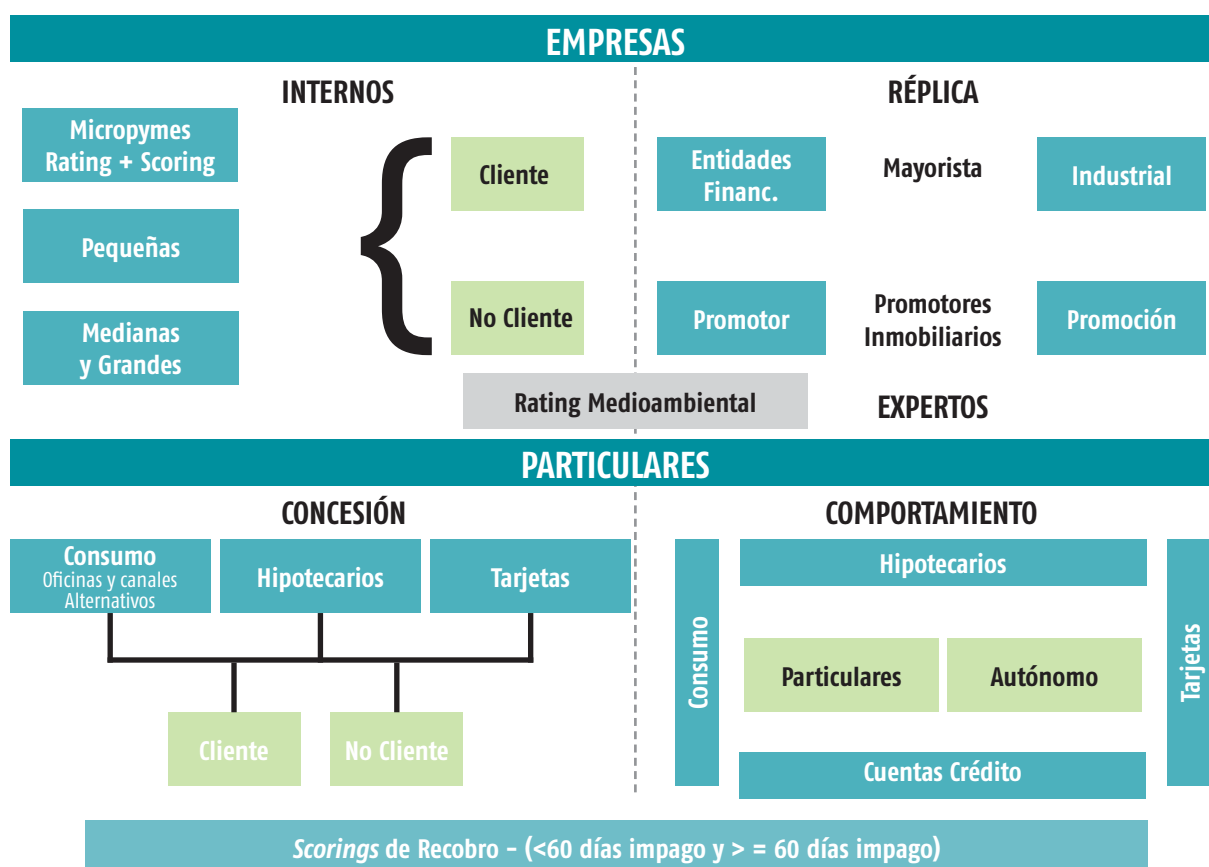 EMPRESAS
INTERNOS
Micropymes
Rating + Scoring
Pequeñas
Medianas
y Grandes
{
Cliente
No Cliente
RÉPLICA
Entidades
Financ.
Mayorista
Industrial
Promotor
Promotores
Inmobiliarios
Promoción
Rating Medioambiental
EXPERTOS
PARTICULARES
CONCESIÓN
Consumo
Oficinas y canales
Alternativos
Hipotecarios
Tarjetas
Cliente
No Cliente
COMPORTAMIENTO
Consumo
Hipotecarios
Particulares
Autónomo
Cuentas Crédito
Tarjetas
Scorings de Recobro - (<60 días impago y > = 60 días impago)